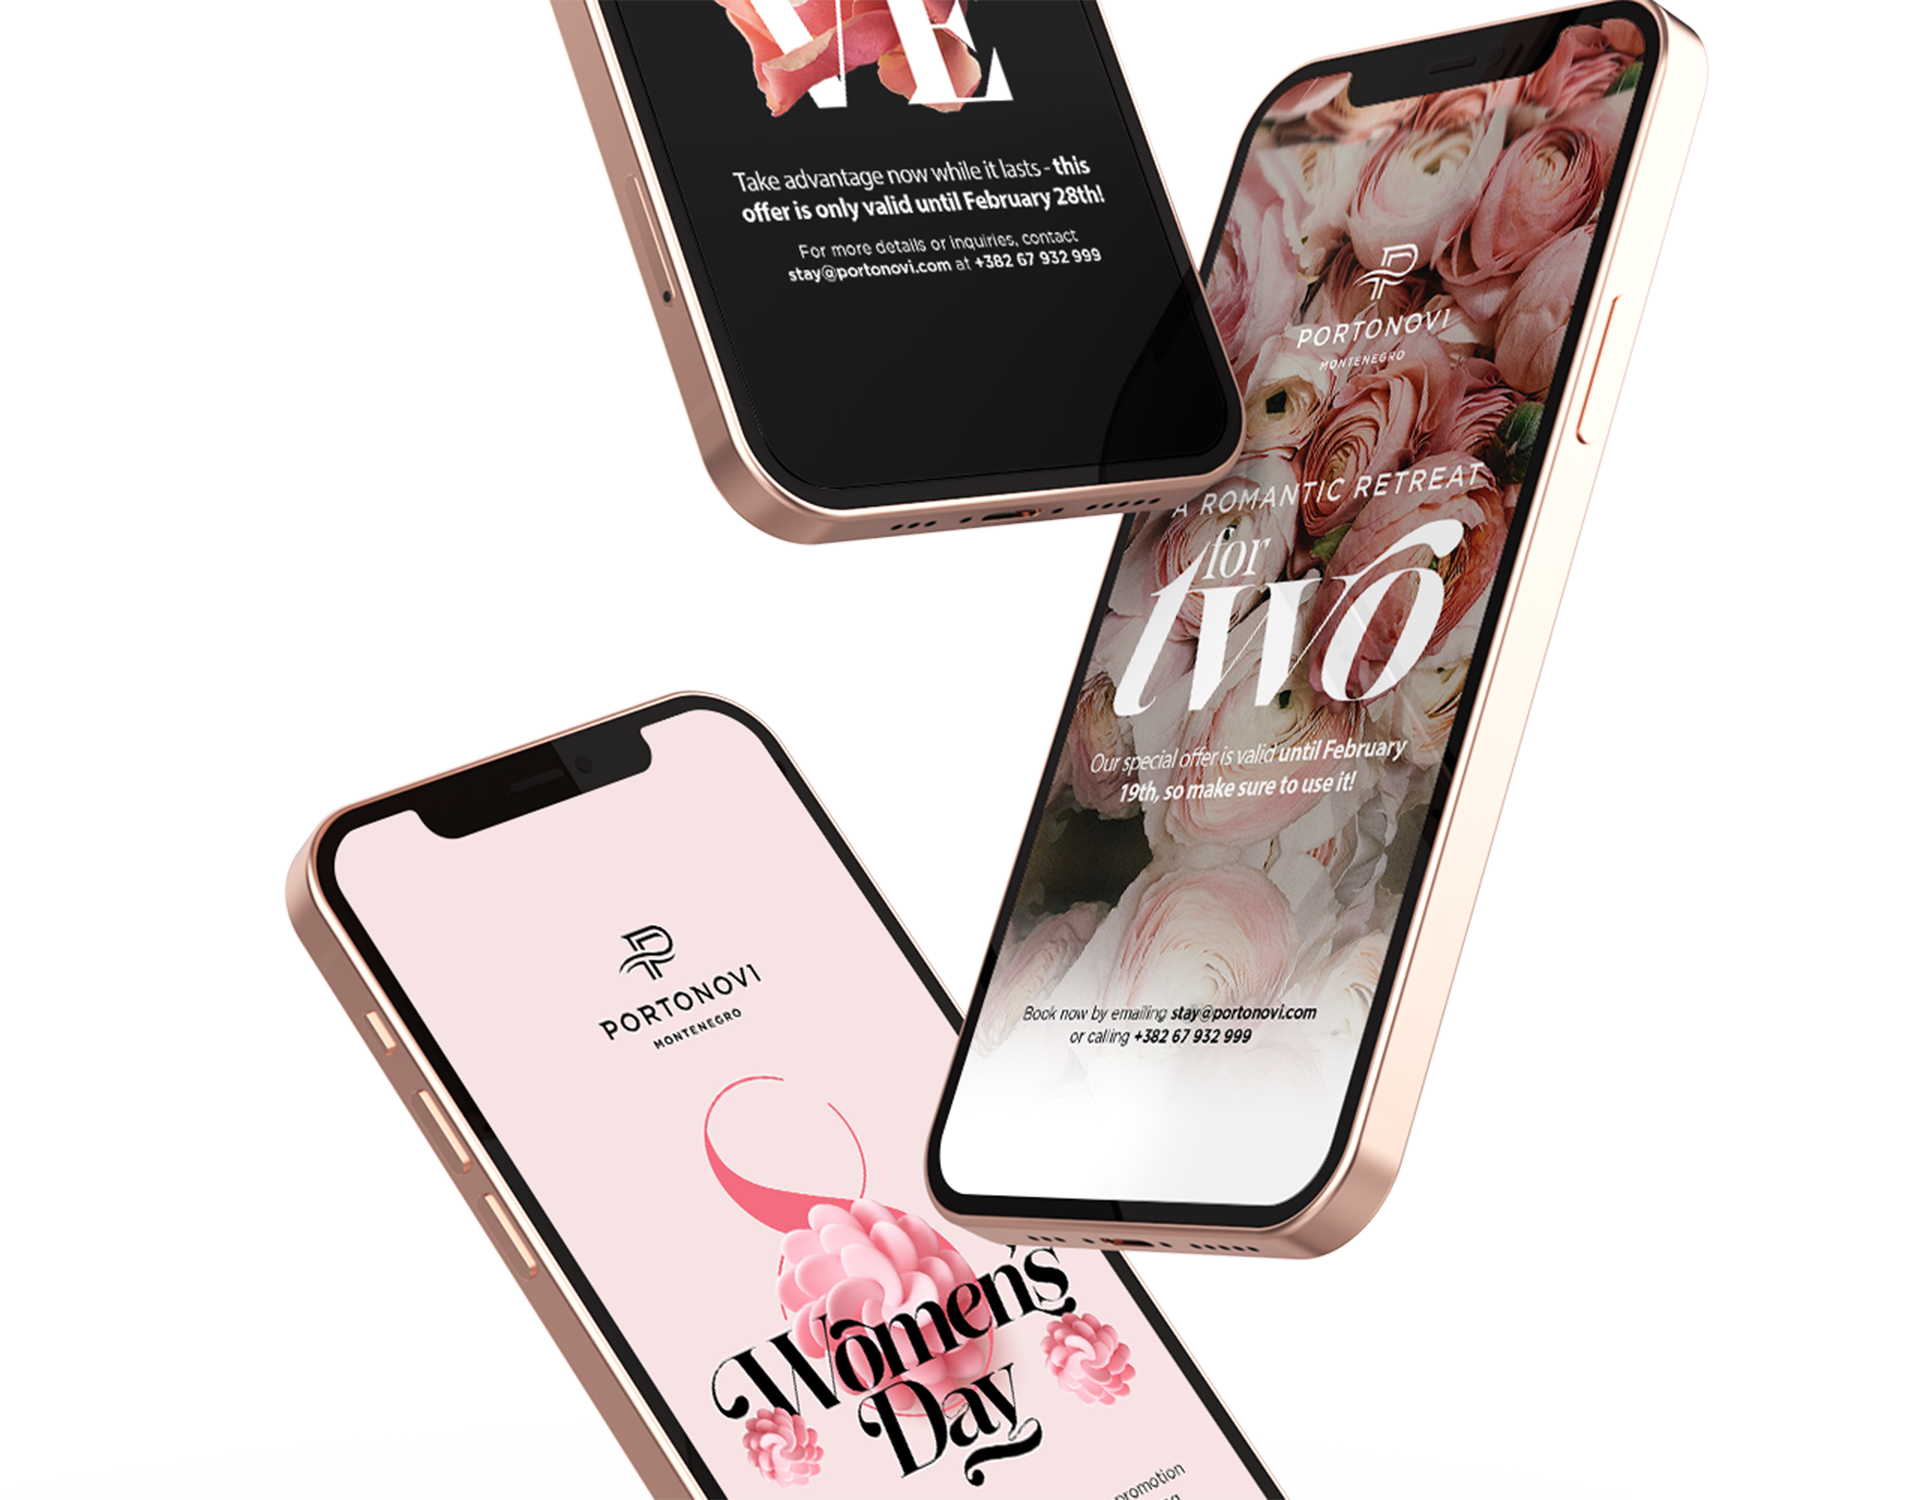 VE
Take advantage now while it lasts - this
offer is only valid until February 28th!
For more details or inquiries, contact
stay@portonovi.com at +382 67 932 999
PORTONOVI
MONTENEGRO
A ROMANTIC RETREAT
for
two
Our special offer is valid until February
19th, so make sure to use it!
Book now by emailing stay@portonovi.com
or calling +382 67 932 999
PORTONOVI
MONTENEGRO
8
Women's
Day
promotion